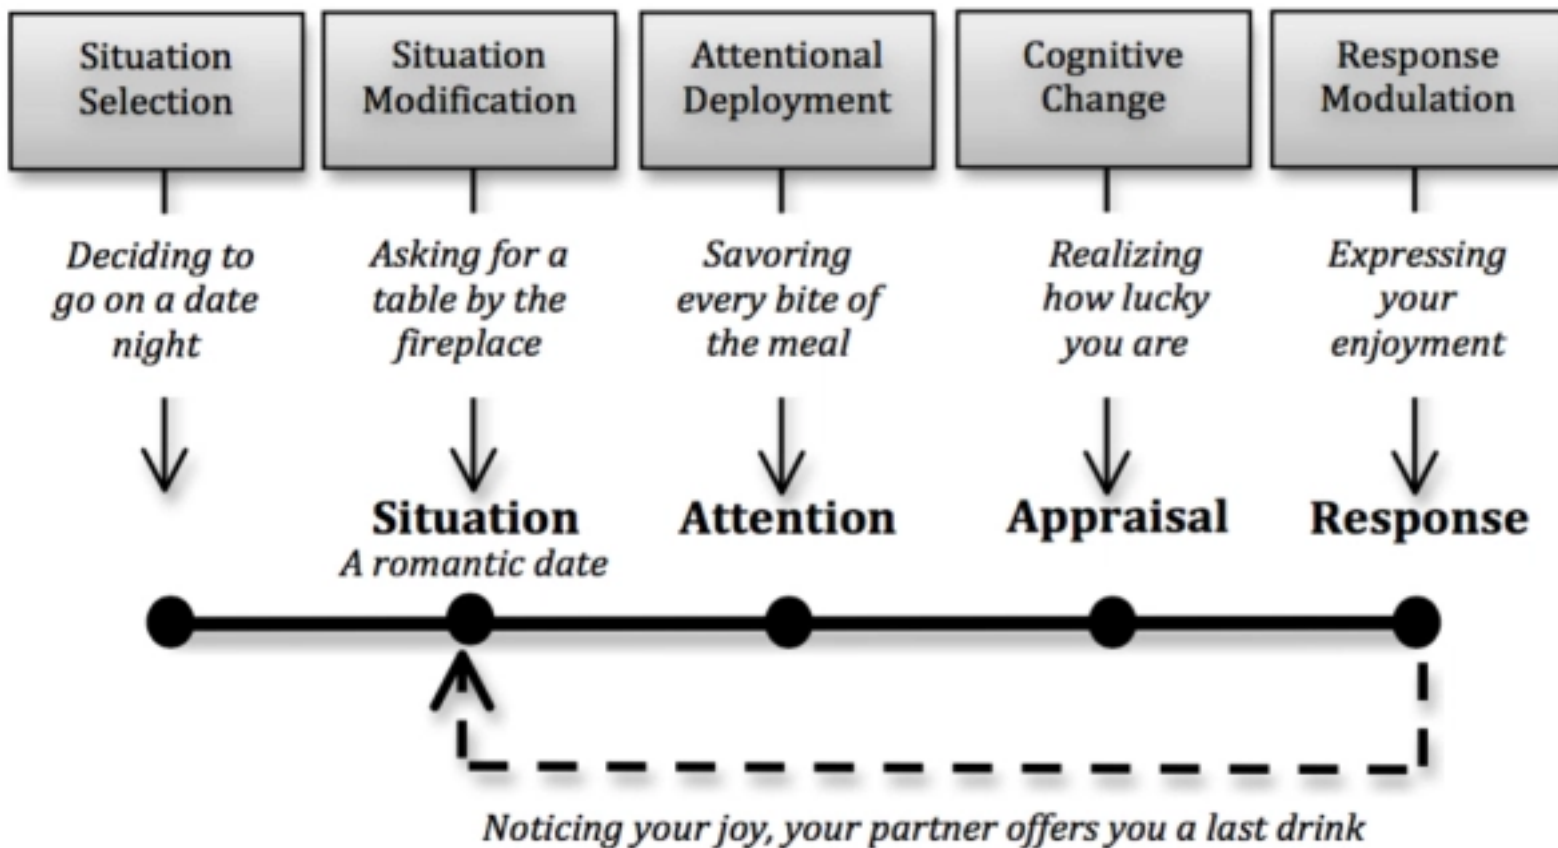 Situation
Selection
Situation
Modification
Attentional
Deployment
Cognitive
Change
Response
Modulation
Deciding to
go on a date
night
Asking for a
table by the
fireplace
Savoring
every bite of
the meal
Realizing
how lucky
you are
Expressing
your
enjoyment
Situation
A romantic date
Attention
Appraisal
Response
Noticing your joy, your partner offers you a last drink